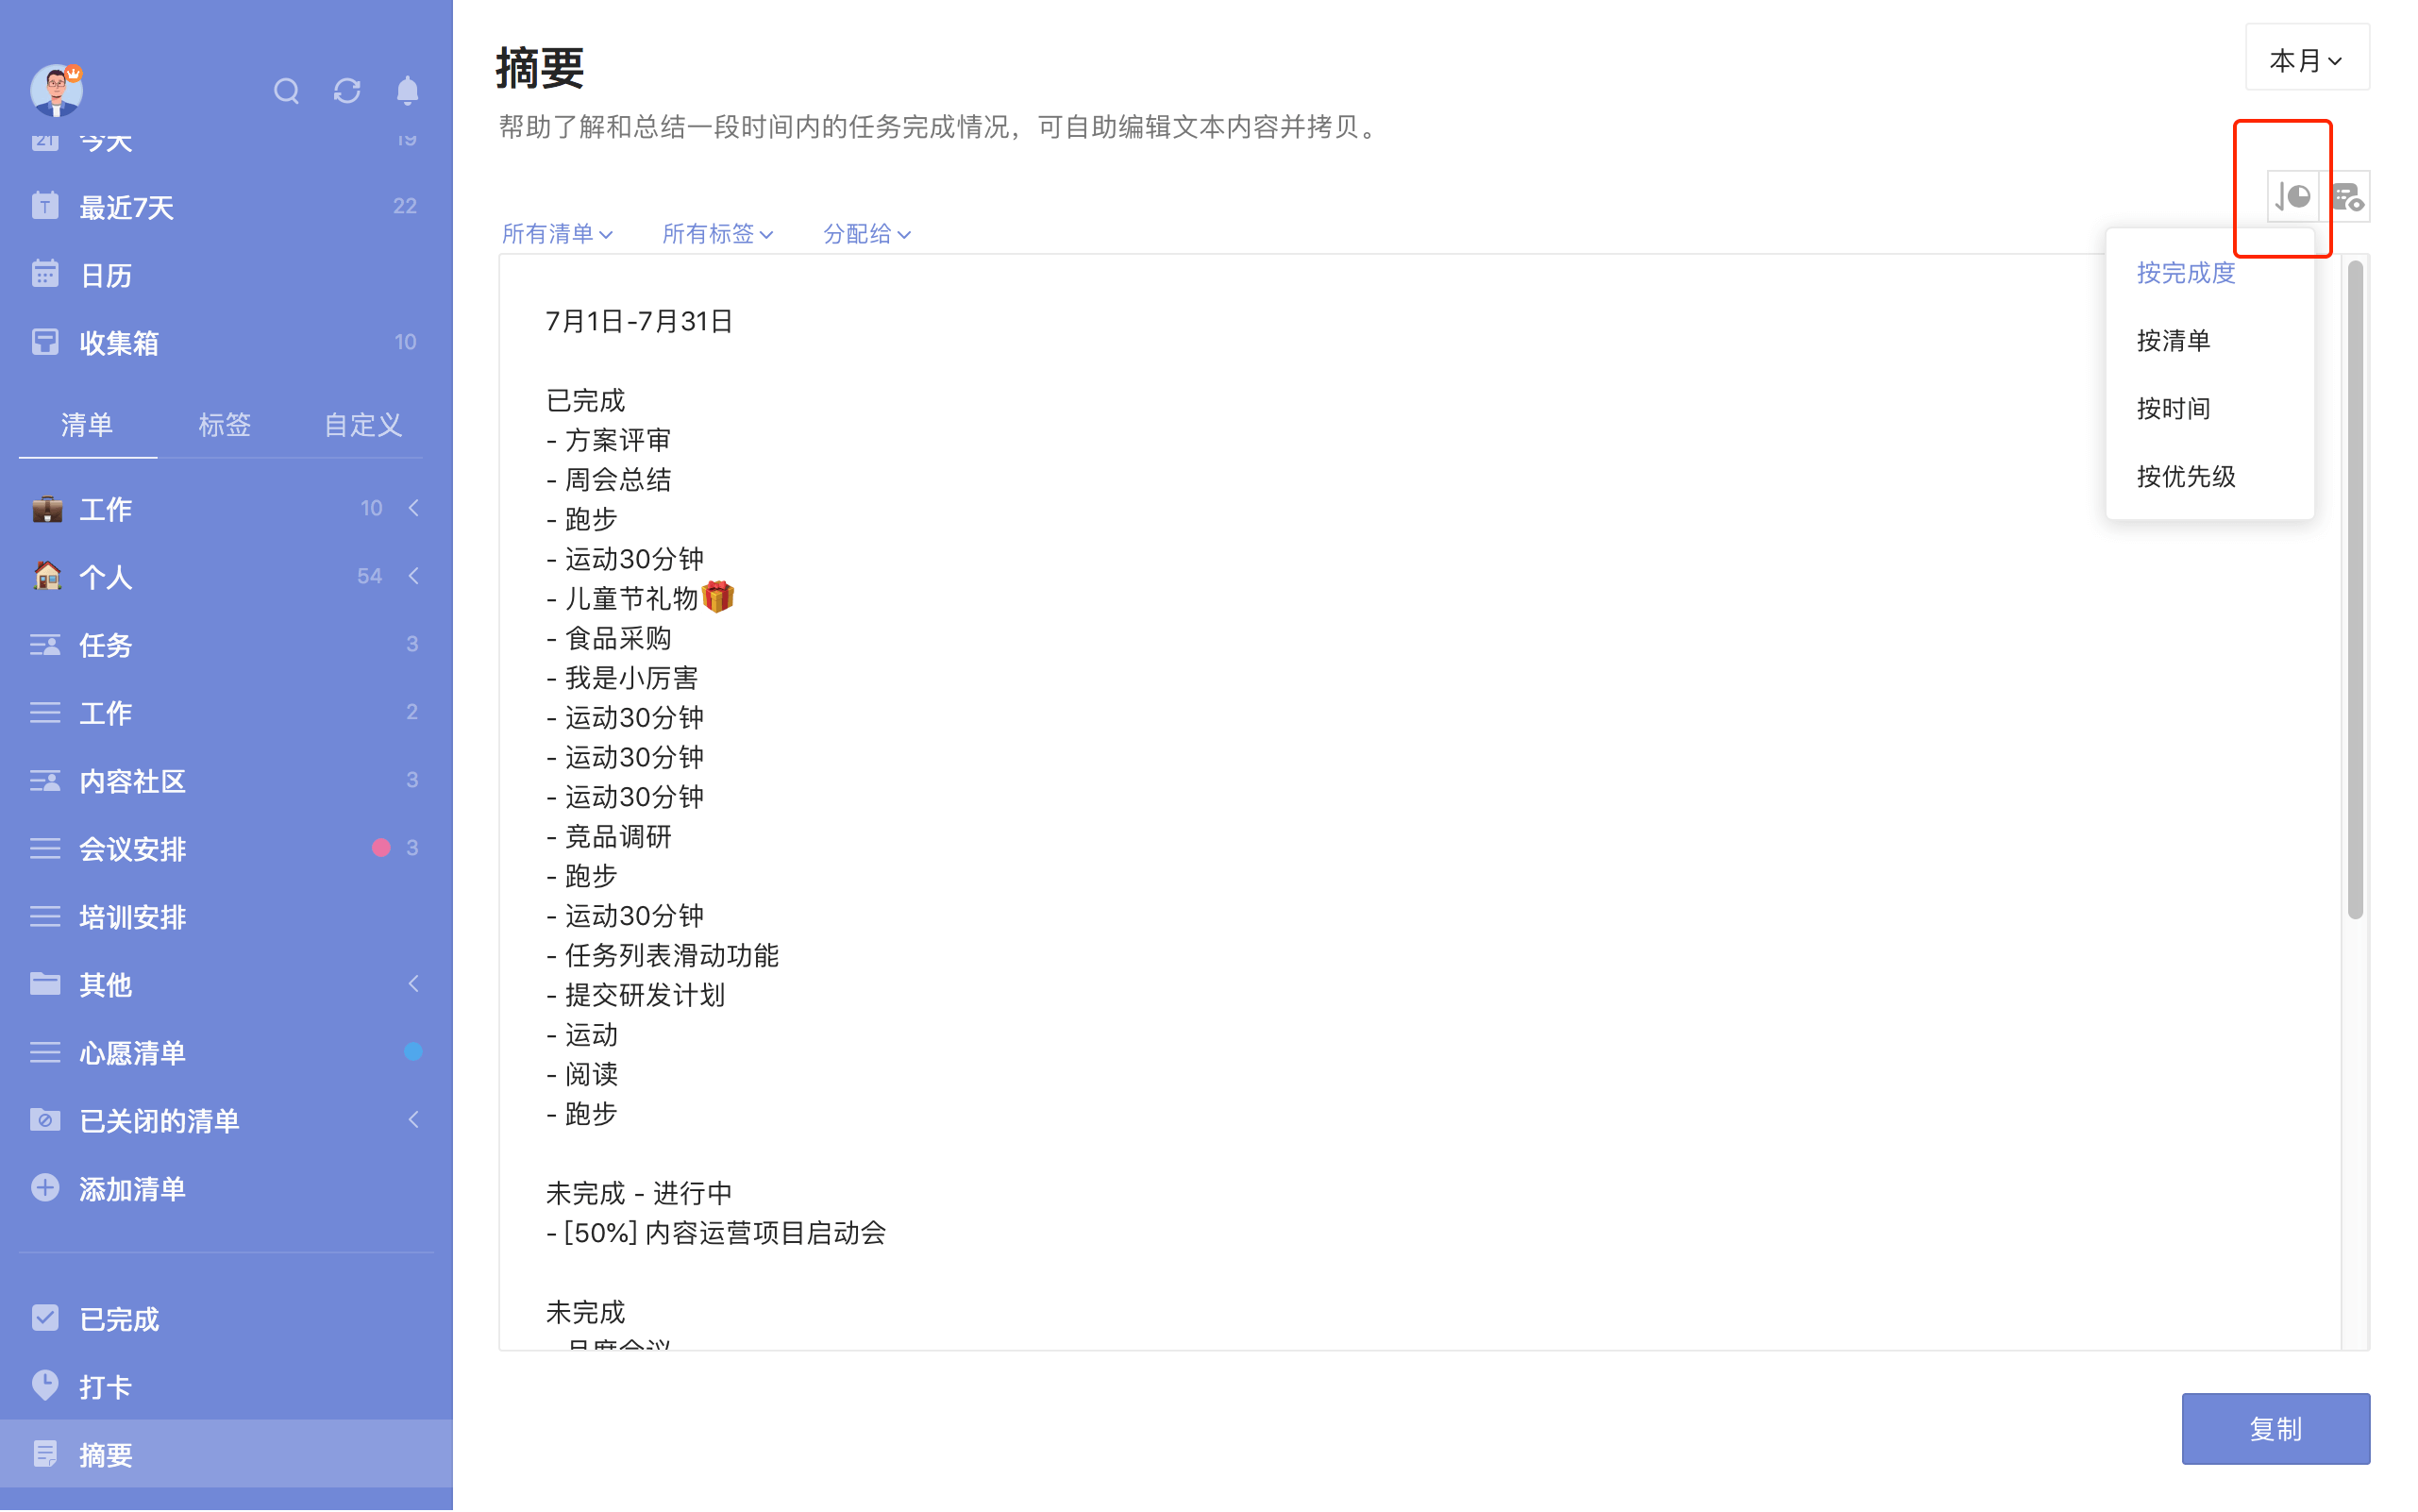 今天 19
最近7天 22
日历
收集箱 10
清单 标签 自定义
工作 10
个人 54
任务 3
工作 2
内容社区 3
会议安排 3
培训安排
其他
心愿清单
已关闭的清单
添加清单
已完成
打卡
摘要
摘要
本月
帮助了解和总结一段时间内的任务完成情况，可自助编辑文本内容并拷贝。
所有清单 所有标签 分配给
按完成度
按清单
按时间
按优先级
7月1日-7月31日
已完成
- 方案评审
- 周会总结
- 跑步
- 运动30分钟
- 儿童节礼物🎁
- 食品采购
- 我是小厉害
- 运动30分钟
- 运动30分钟
- 运动30分钟
- 竞品调研
- 跑步
- 运动30分钟
- 任务列表滑动功能
- 提交研发计划
- 运动
- 阅读
- 跑步
未完成 - 进行中
- [50%] 内容运营项目启动会
未完成
- 月度会议
复制